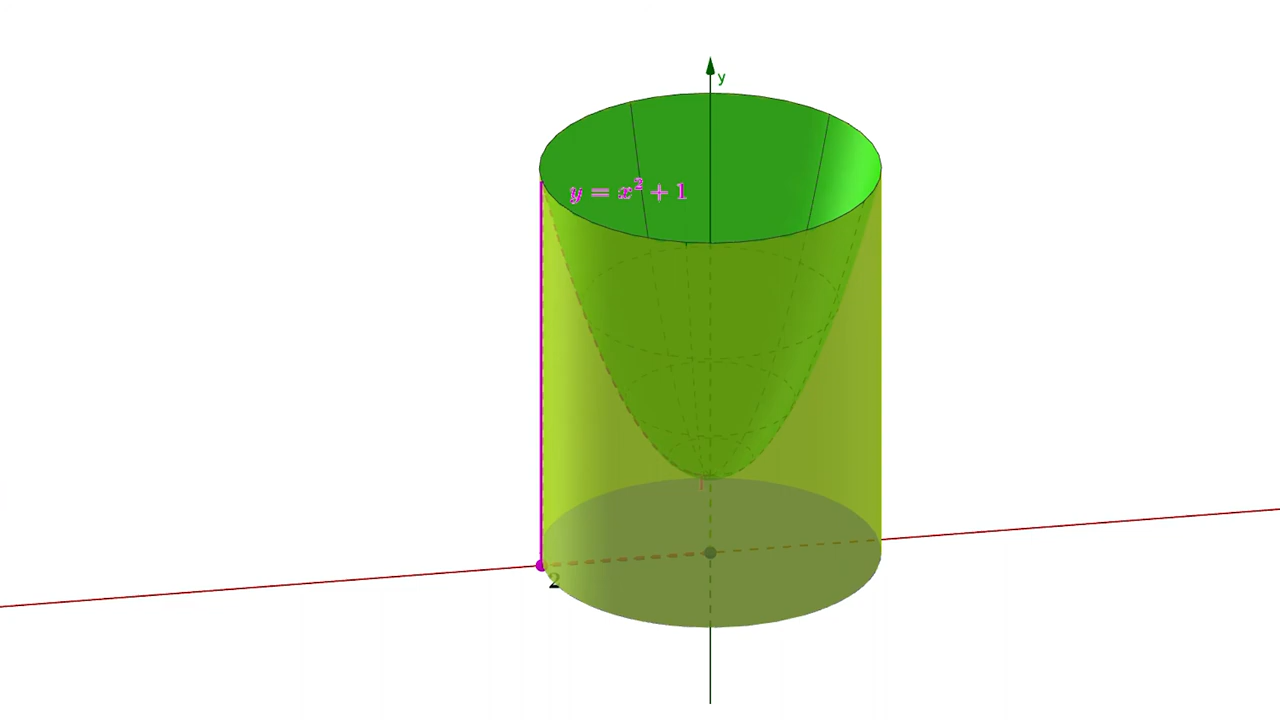 y
y = x² + 1
2